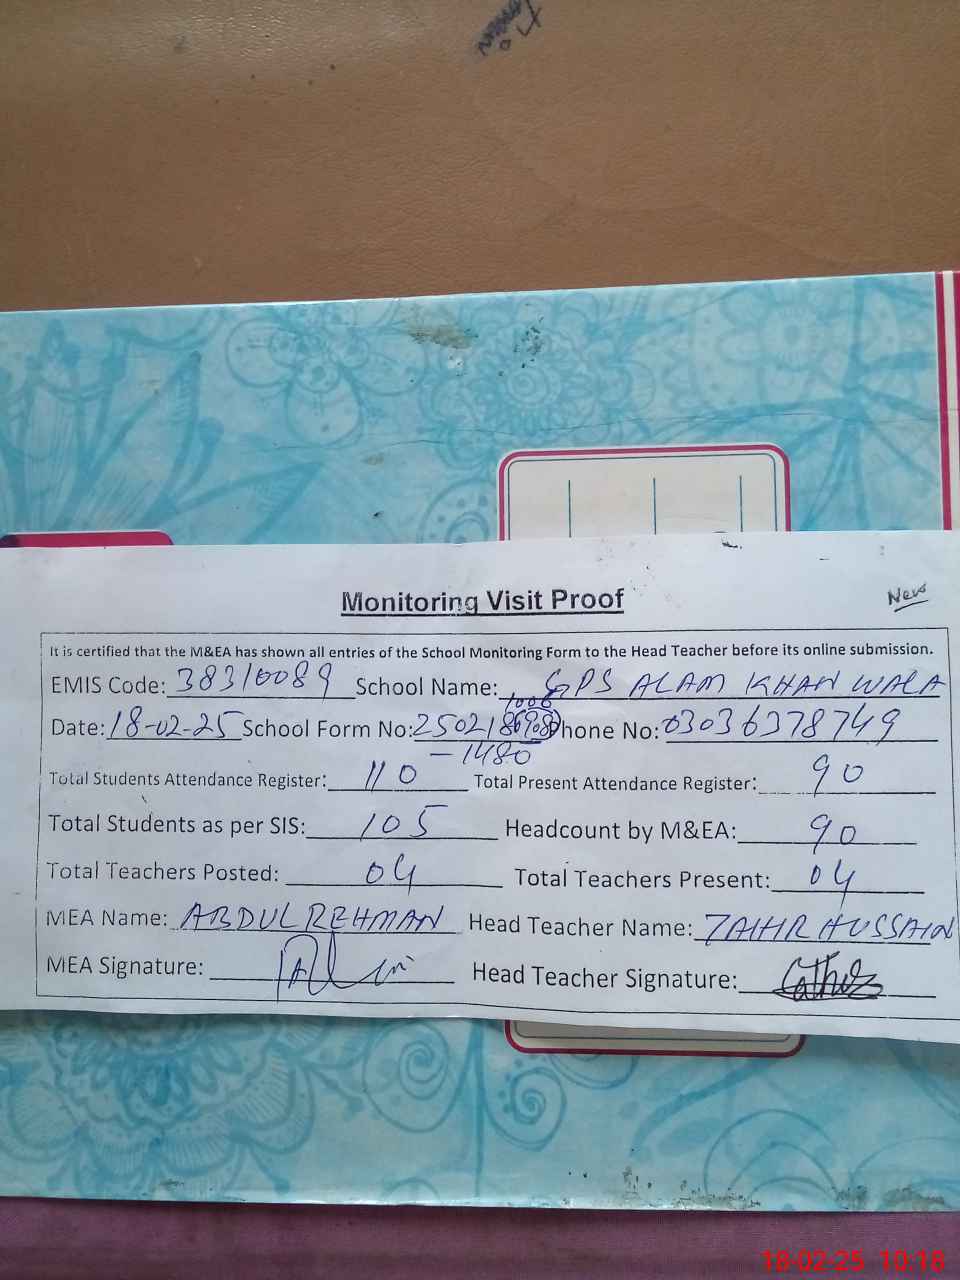 Monitoring Visit Proof
New
It is certified that the M&EA has shown all entries of the School Monitoring Form to the Head Teacher before its online submission.
EMIS Code: 38310089 School Name: GPS ALAM KHAN WALA
Date: 18-02-25 School Form No: 250218 Phone No: 03036378749
-1480
Total Students Attendance Register: 110 Total Present Attendance Register: 90
Total Students as per SIS: 105 Headcount by M&EA: 90
Total Teachers Posted: 04 Total Teachers Present: 04
MEA Name: ABDUL REHMAN Head Teacher Name: ZAHIR HUSSAIN
MEA Signature: Head Teacher Signature:
18-02-25 10:18